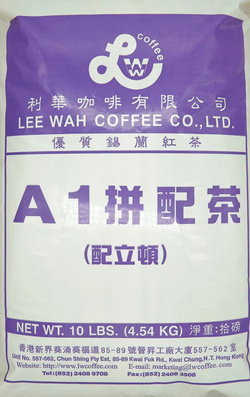 coffee
LW
利華咖啡有限公司
LEE WAH COFFEE CO., LTD.
優質錫蘭紅茶
A1拼配茶
(配立頓)
NET WT. 10 LBS. (4.54 KG) 淨重:拾磅
香港新界葵涌葵福道85-89號晉昇工廠大廈557-562室
Unit No. 557-562, Chun Shing Fty Eat, 85-89 Kwai Fuk Rd., Kwai Chung, N.T. Hong Kong
Website: http://www.lwcoffee.com E-mail: marketing@lwcoffee.com
Tel:(852) 2408 9708 Fax:(852) 2408 3808